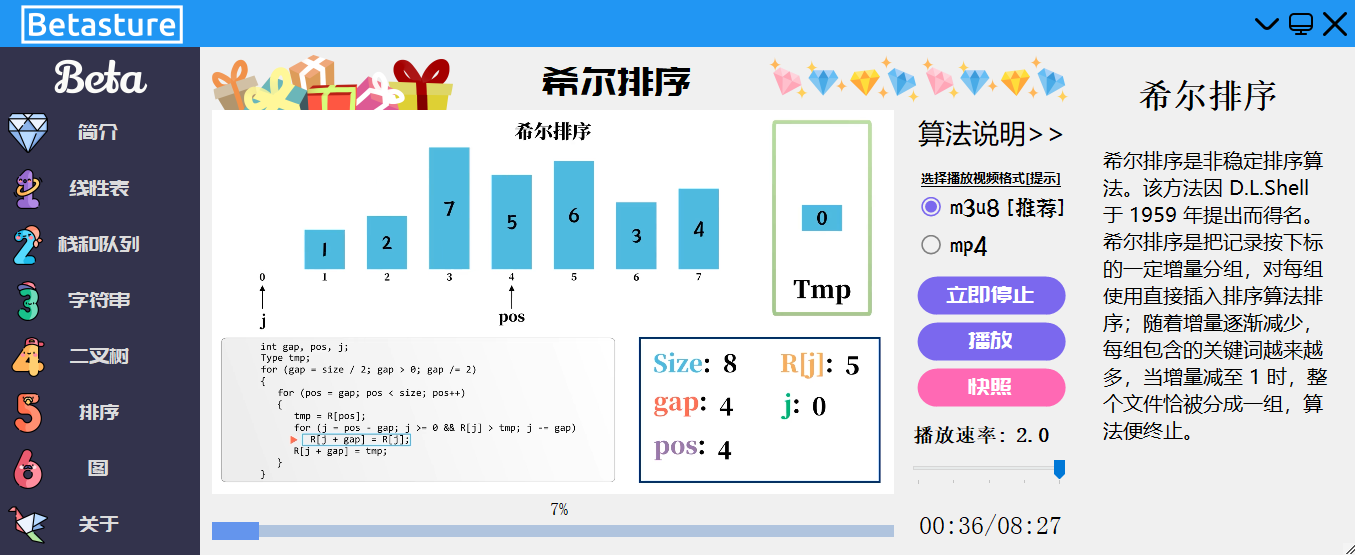 Betasture
Beta
简介
线性表
栈和队列
字符串
二叉树
排序
图
关于
希尔排序
希尔排序
1
2
7
5
6
3
4
0
1
2
3
4
5
6
7
j
pos
0
Tmp
int gap, pos, j;
Type tmp;
for (gap = size / 2; gap > 0; gap /= 2)
{
for (pos = gap; pos < size; pos++)
{
tmp = R[pos];
for (j = pos - gap; j >= 0 && R[j] > tmp; j -= gap)
R[j + gap] = R[j];
R[j + gap] = tmp;
}
}
Size: 8 R[j]: 5
gap: 4 j: 0
pos: 4
7%
算法说明>>
选择播放视频格式[提示]
m3u8 [推荐]
mp4
立即停止
播放
快照
播放速率: 2.0
00:36/08:27
希尔排序
希尔排序是非稳定排序算
法。该方法因 D.L.Shell
于 1959 年提出而得名。
希尔排序是把记录按下标
的一定增量分组，对每组
使用直接插入排序算法排
序；随着增量逐渐减少，
每组包含的关键词越来越
多，当增量减至 1 时，整
个文件恰被分成一组，算
法便终止。